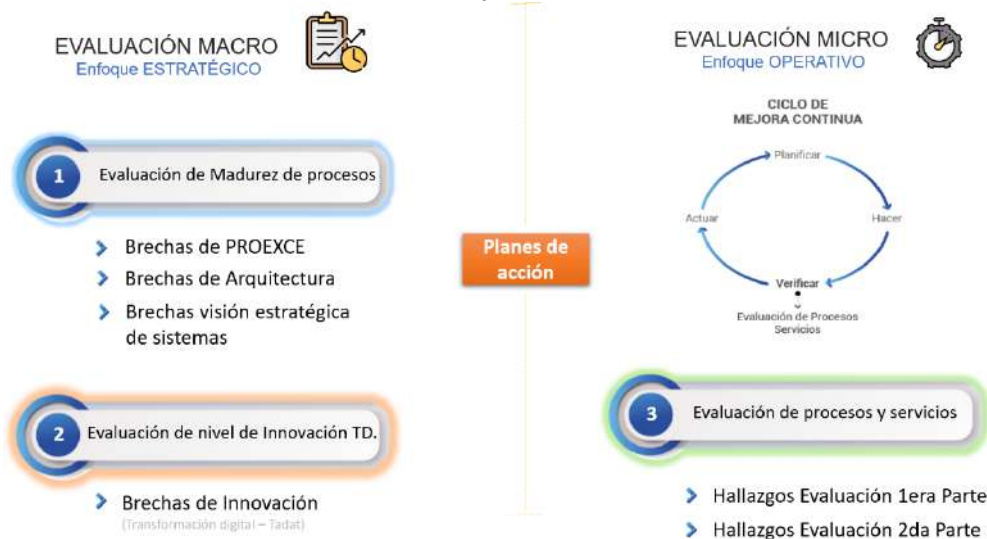 EVALUACIÓN MACRO
Enfoque ESTRATÉGICO
1
Evaluación de Madurez de procesos
Brechas de PROEXCE
Brechas de Arquitectura
Brechas visión estratégica
de sistemas
2
Evaluación de nivel de Innovación TD.
Brechas de Innovación
(Transformación digital – Tadat)
Planes de
acción
EVALUACIÓN MICRO
Enfoque OPERATIVO
CICLO DE
MEJORA CONTINUA
Planificar
Hacer
Verificar
Actuar
Evaluación de Procesos
Servicios
3
Evaluación de procesos y servicios
Hallazgos Evaluación 1era Parte
Hallazgos Evaluación 2da Parte